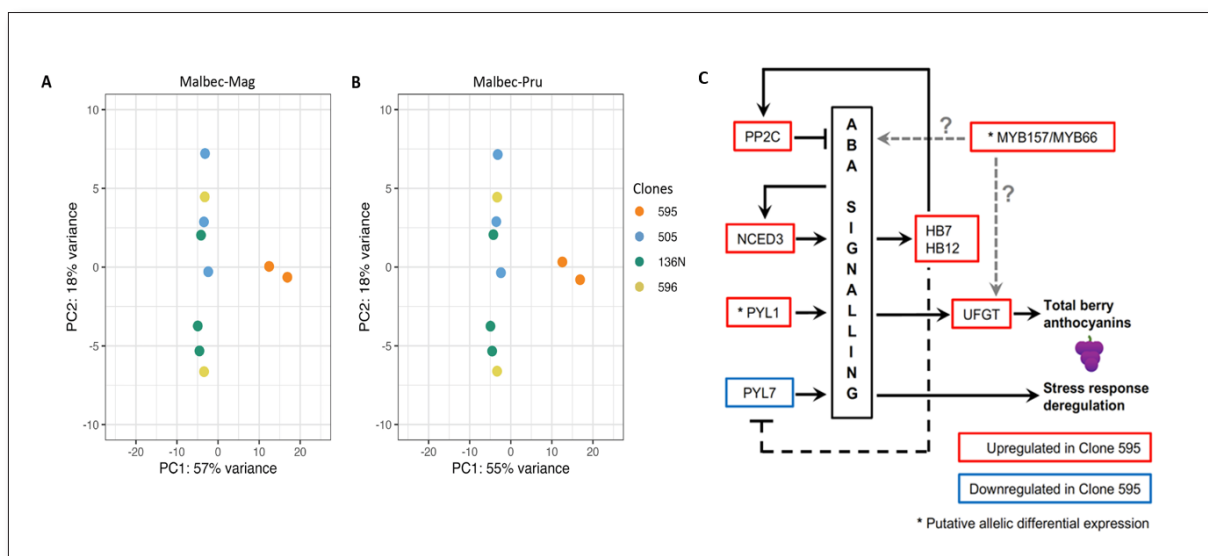 A
Malbec-Mag
10
5
0
-5
-10
PC2: 18% variance
-20
-10
0
10
20
PC1: 57% variance
B
Malbec-Pru
10
5
0
-5
-10
PC2: 18% variance
-20
-10
0
10
20
PC1: 55% variance
Clones
595
505
136N
596
C
PP2C
NCED3
* PYL1
PYL7
ABA SIGNALLING
?
* MYB157/MYB66
?
HB7
HB12
UFGT
Total berry
anthocyanins
Stress response
deregulation
Upregulated in Clone 595
Downregulated in Clone 595
* Putative allelic differential expression